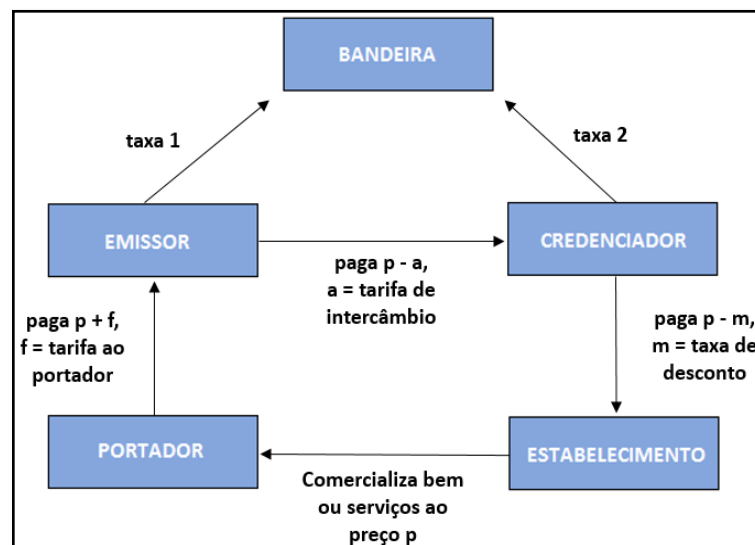 BANDEIRA
taxa 1
taxa 2
EMISSOR
CREDENCIADOR
paga p - a,
a = tarifa de
intercâmbio
paga p + f,
f = tarifa ao
portador
paga p - m,
m = taxa de
desconto
PORTADOR
ESTABELECIMENTO
Comercializa bem
ou serviços ao
preço p